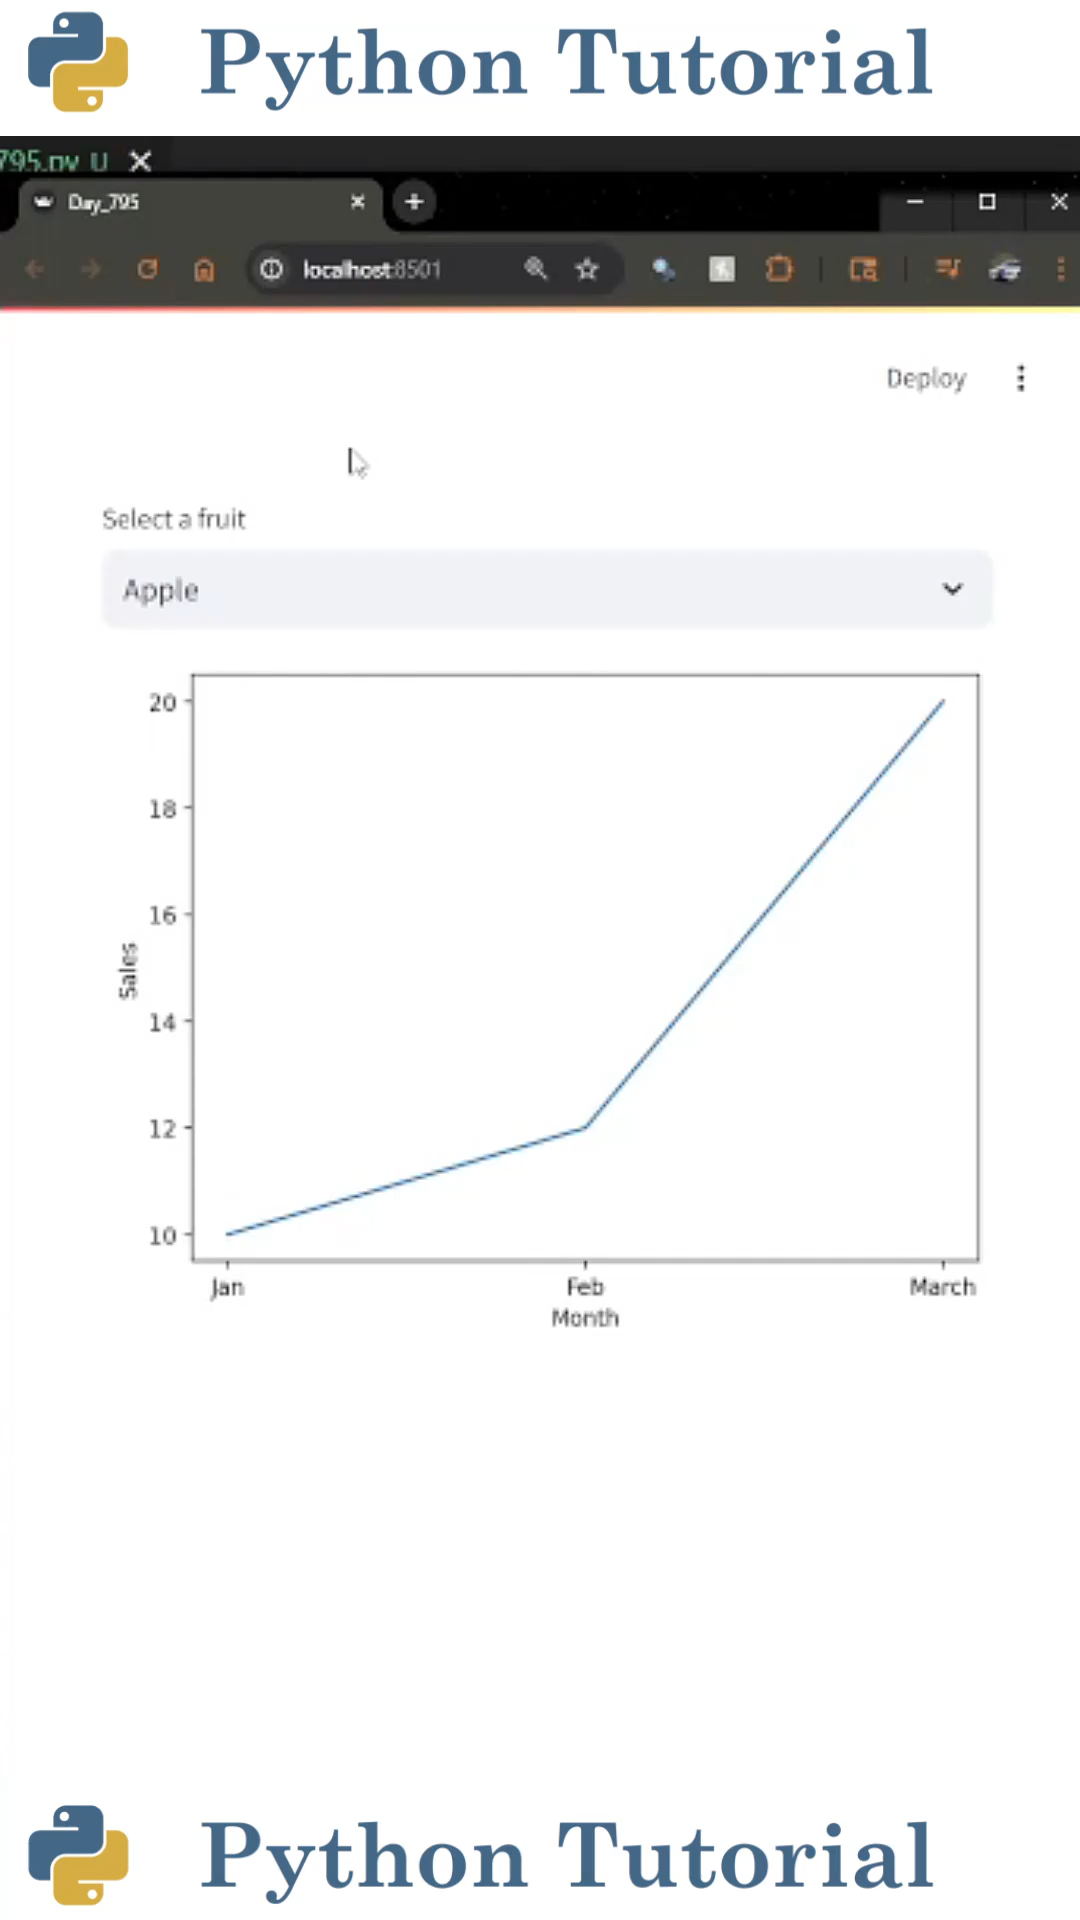 Python Tutorial
795.py U
Day_795
localhost:8501
Deploy
Select a fruit
Apple
20
18
16
14
12
10
Sales
Jan Feb March
Month
Python Tutorial